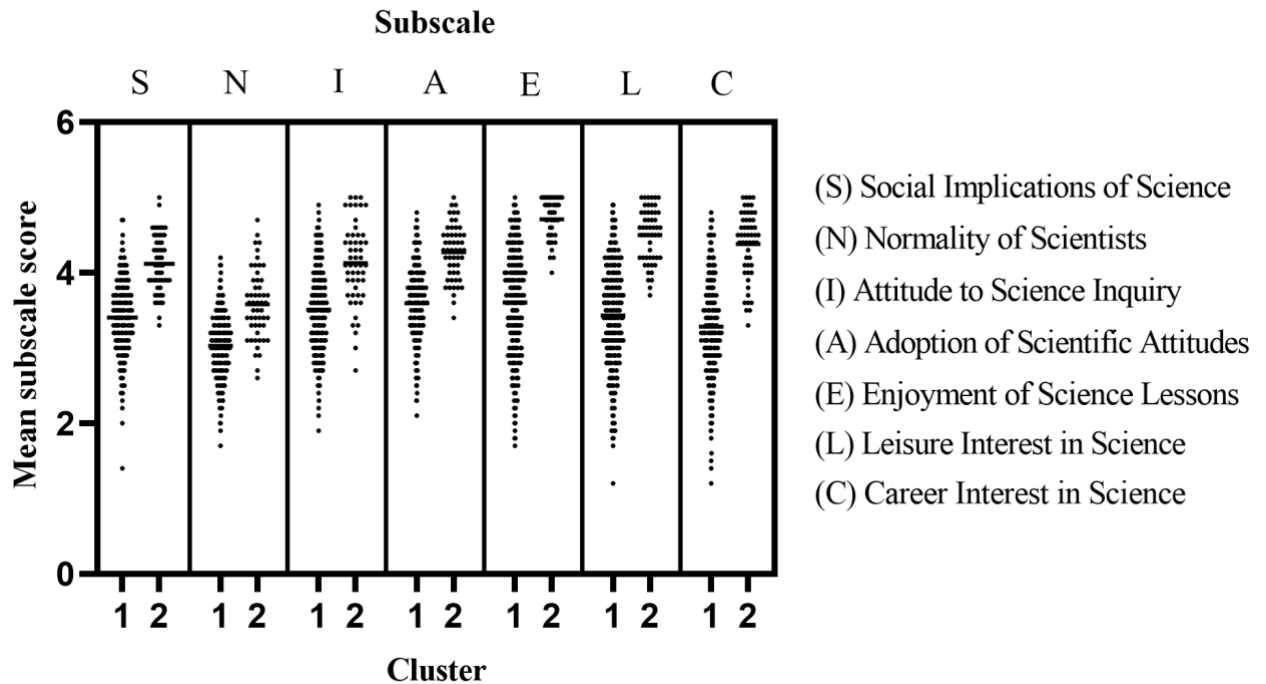 Subscale
S N I A E L C
6
4
2
0
Mean subscale score
1 2 1 2 1 2 1 2 1 2 1 2 1 2
Cluster
(S) Social Implications of Science
(N) Normality of Scientists
(I) Attitude to Science Inquiry
(A) Adoption of Scientific Attitudes
(E) Enjoyment of Science Lessons
(L) Leisure Interest in Science
(C) Career Interest in Science